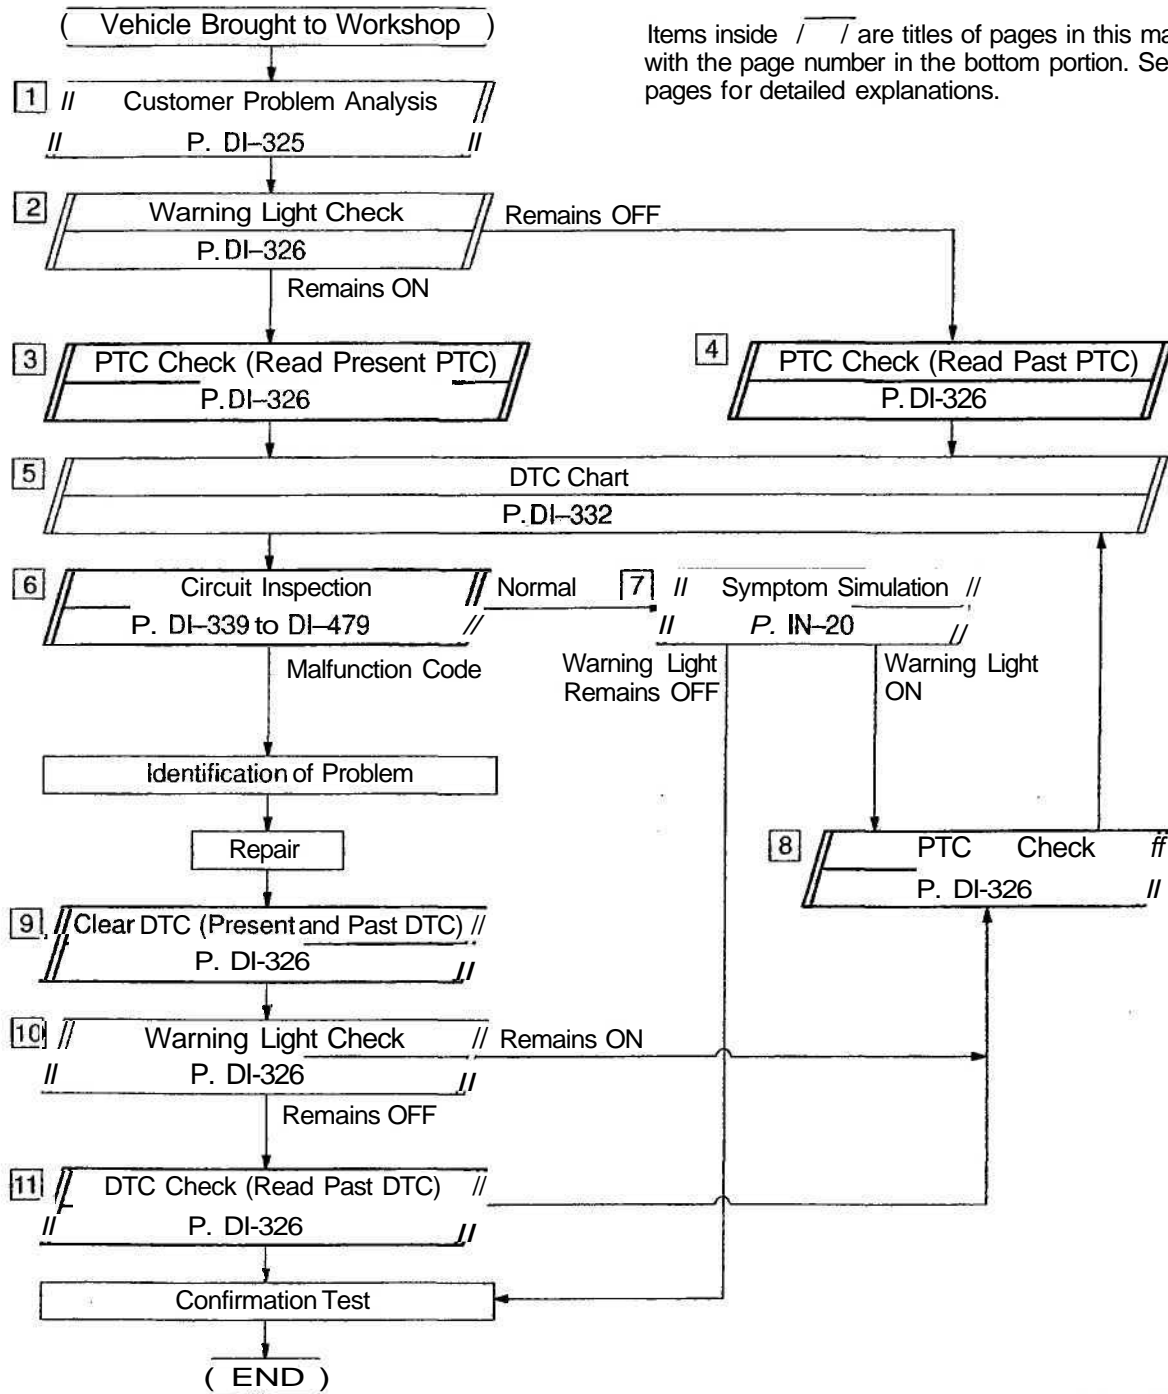 ( Vehicle Brought to Workshop )
Items inside / / are titles of pages in this ma
with the page number in the bottom portion. Se
pages for detailed explanations.
1 Customer Problem Analysis
P. DI–325
2 Warning Light Check
P. DI–326
Remains OFF
Remains ON
3 PTC Check (Read Present PTC)
P. DI–326
4 PTC Check (Read Past PTC)
P. DI-326
5 DTC Chart
P. DI–332
6 Circuit Inspection
P. DI–339 to DI–479
Normal
7 Symptom Simulation
P. IN–20
Malfunction Code
Warning Light
Remains OFF
Warning Light
ON
Identification of Problem
Repair
8 PTC Check
P. DI-326
9 Clear DTC (Present and Past DTC)
P. DI-326
10 Warning Light Check
P. DI-326
Remains ON
Remains OFF
11 DTC Check (Read Past DTC)
P. DI-326
Confirmation Test
( END )